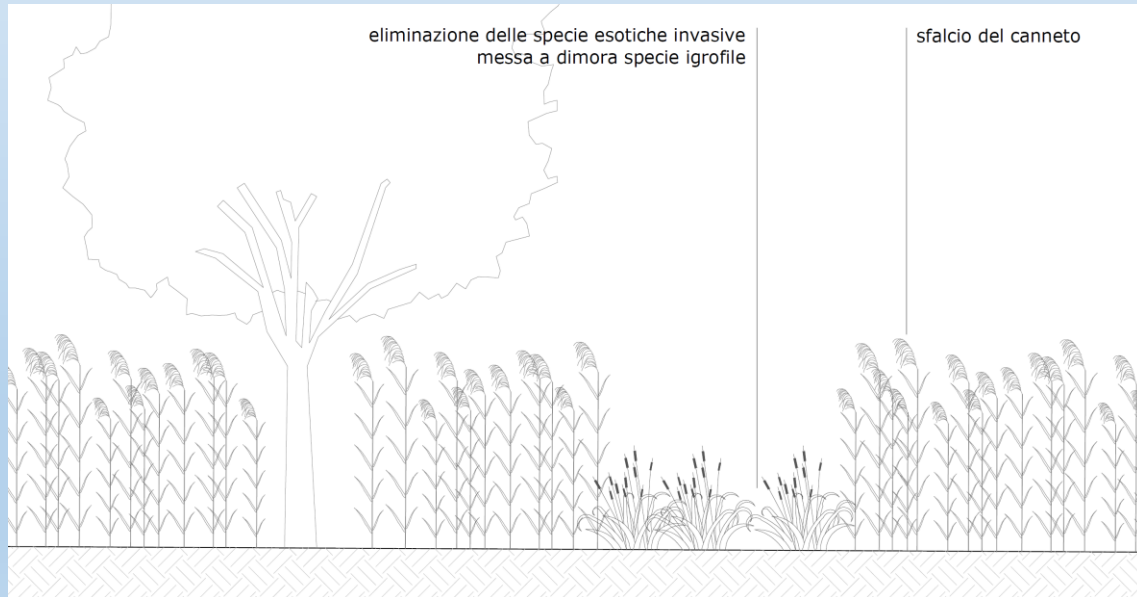 eliminazione delle specie esotiche invasive
messa a dimora specie igrofile
sfalcio del canneto